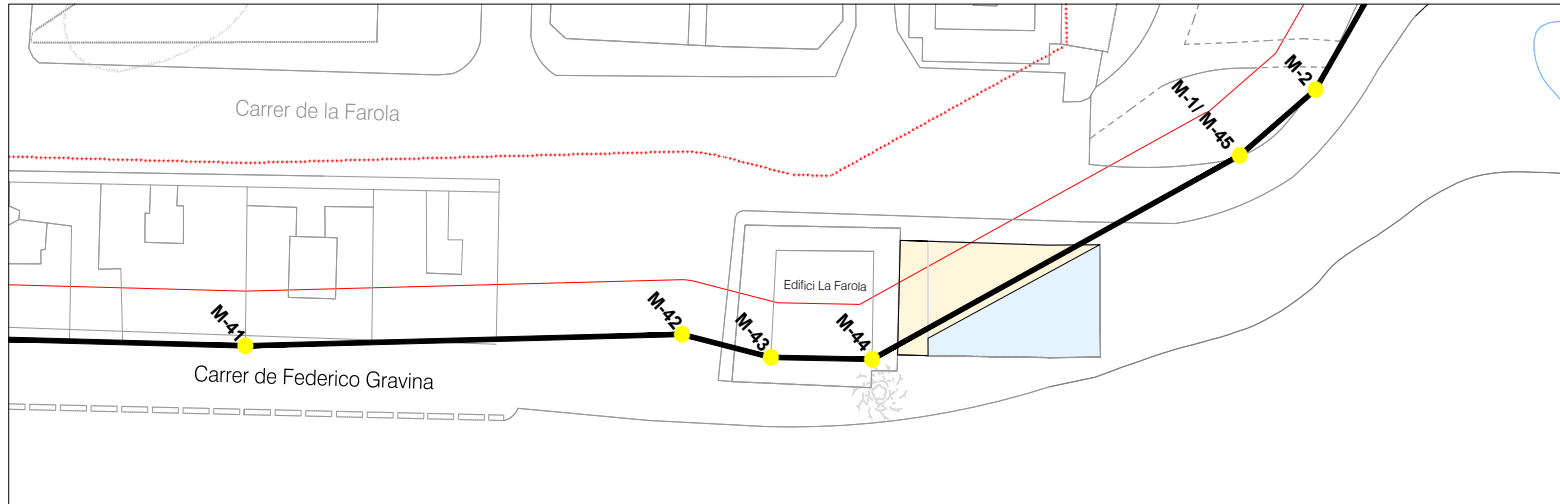 M-2
M-1/ M-45
Carrer de la Farola
Edifici La Farola
M-41
M-42
M-43
M-44
Carrer de Federico Gravina